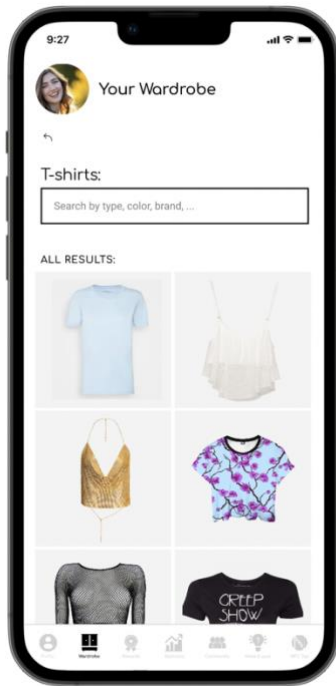 9:27
Your Wardrobe
T-shirts:
Search by type, color, brand, ...
ALL RESULTS:
CREEP
SHOW
Wardrobe